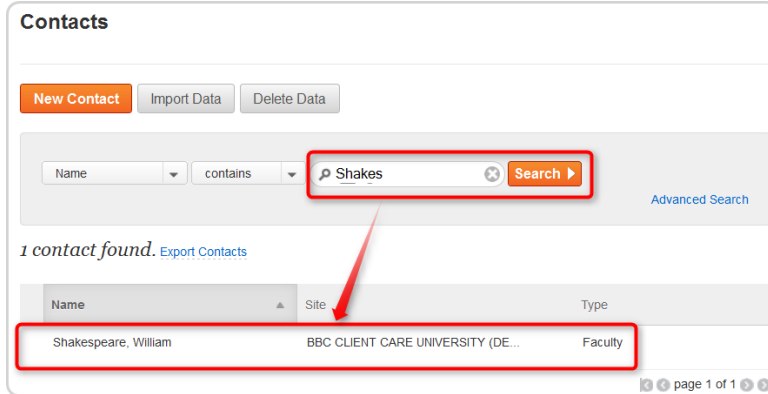 Contacts
New Contact Import Data Delete Data
Name contains Shakes Search
Advanced Search
1 contact found. Export Contacts
Name Site Type
Shakespeare, William BBC CLIENT CARE UNIVERSITY (DE... Faculty
page 1 of 1